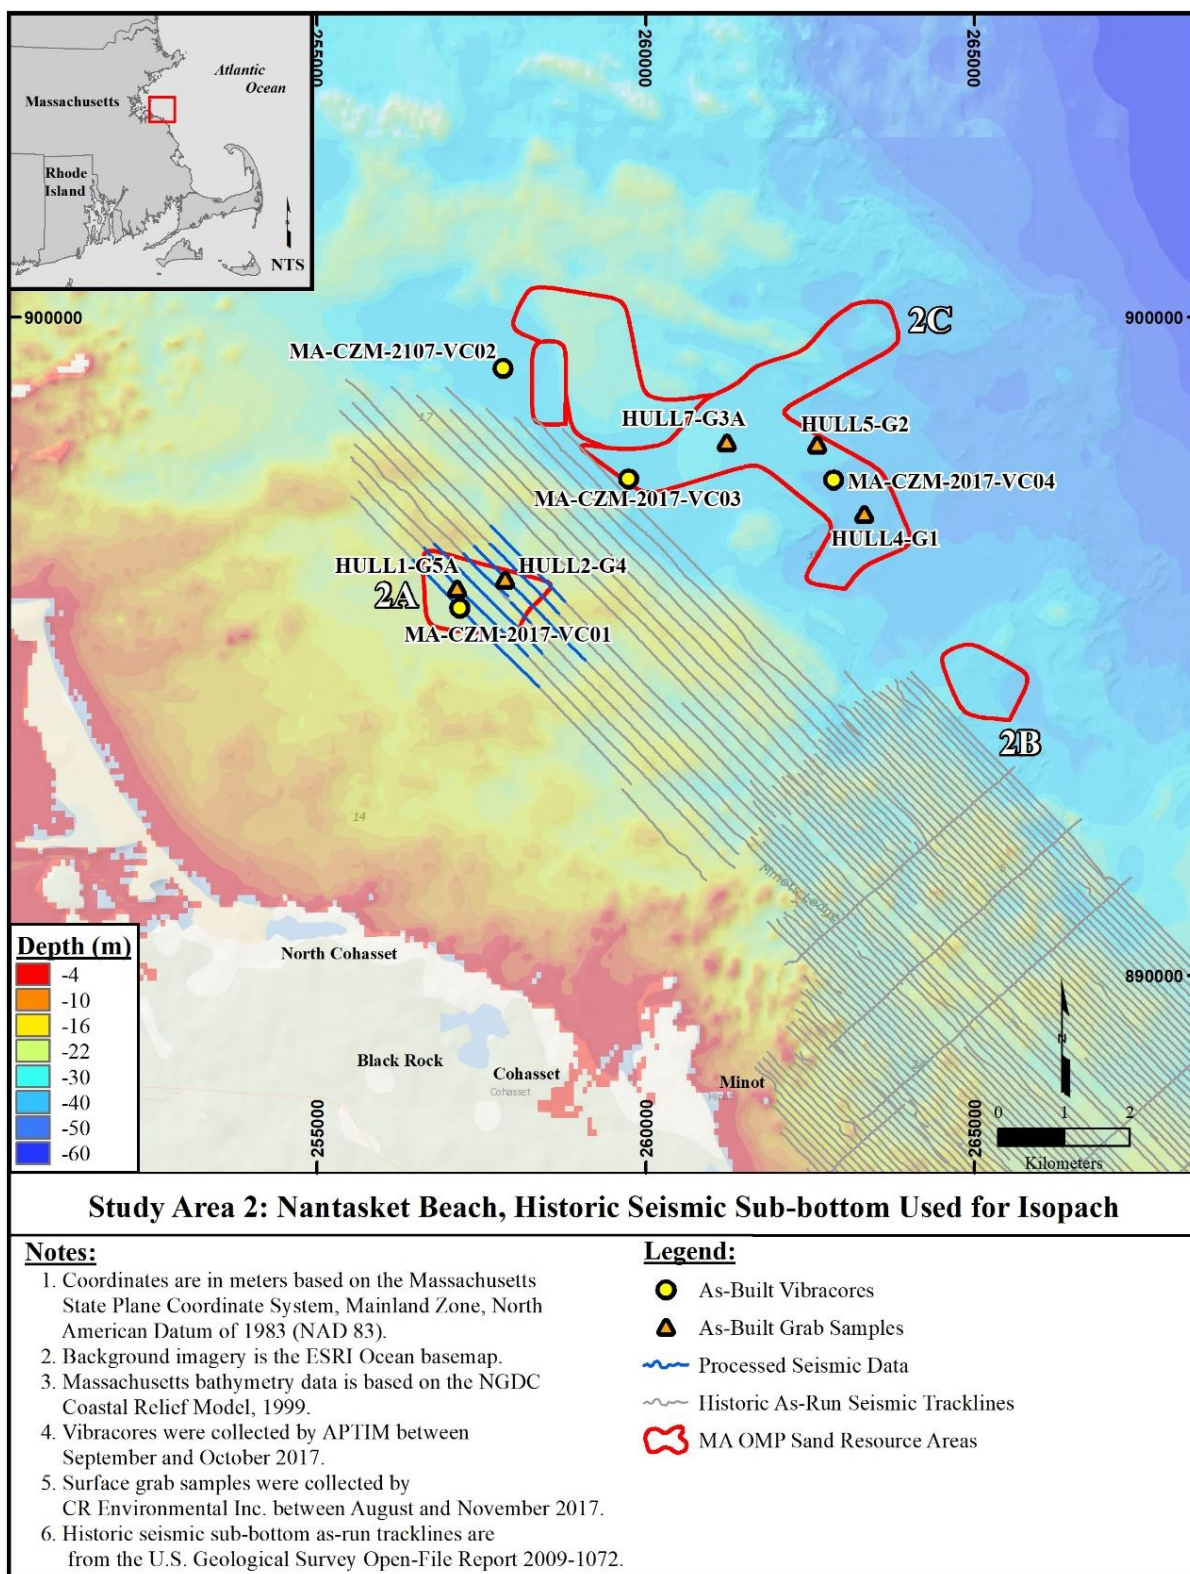 255000
260000
265000
Atlantic
Ocean
Massachusetts
Rhode
Island
NTS
900000
900000
2C
MA-CZM-2107-VC02
17
HULL7-G3A
HULL5-G2
MA-CZM-2017-VC03
MA-CZM-2017-VC04
HULL4-G1
HULL1-G5A
HULL2-G4
2A
MA-CZM-2017-VC01
2B
14
Minots Ledge
Depth (m)
-4
-10
-16
-22
-30
-40
-50
-60
North Cohasset
890000
Black Rock
Cohasset
Cohasset
Minot
255000
260000
265000
0 1 2
Kilometers
Study Area 2: Nantasket Beach, Historic Seismic Sub-bottom Used for Isopach
Notes:
1. Coordinates are in meters based on the Massachusetts
State Plane Coordinate System, Mainland Zone, North
American Datum of 1983 (NAD 83).
2. Background imagery is the ESRI Ocean basemap.
3. Massachusetts bathymetry data is based on the NGDC
Coastal Relief Model, 1999.
4. Vibracores were collected by APTIM between
September and October 2017.
5. Surface grab samples were collected by
CR Environmental Inc. between August and November 2017.
6. Historic seismic sub-bottom as-run tracklines are
from the U.S. Geological Survey Open-File Report 2009-1072.
Legend:
As-Built Vibracores
As-Built Grab Samples
Processed Seismic Data
Historic As-Run Seismic Tracklines
MA OMP Sand Resource Areas